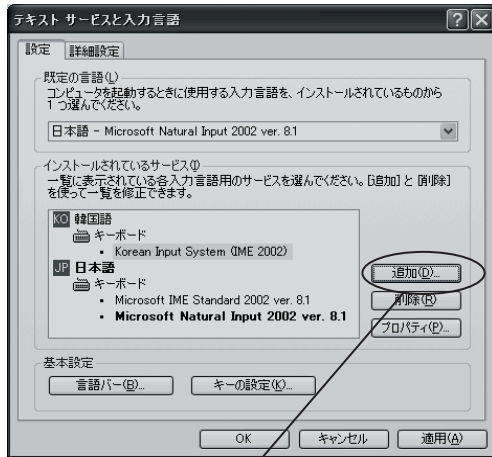 テキスト サービスと入力言語
設定 詳細設定
既定の言語(L)
コンピュータを起動するときに使用する入力言語を、インストールされているものから
1 つ選んでください。
日本語 - Microsoft Natural Input 2002 ver. 8.1
インストールされているサービス(I)
一覧に表示されている各入力言語用のサービスを選んでください。[追加] と [削除]
を使って一覧を修正できます。
KO 韓国語
キーボード
• Korean Input System (IME 2002)
JP 日本語
キーボード
• Microsoft IME Standard 2002 ver. 8.1
• Microsoft Natural Input 2002 ver. 8.1
追加(D)...
削除(R)
プロパティ(P)...
基本設定
言語バー(B)... キーの設定(K)...
OK キャンセル 適用(A)